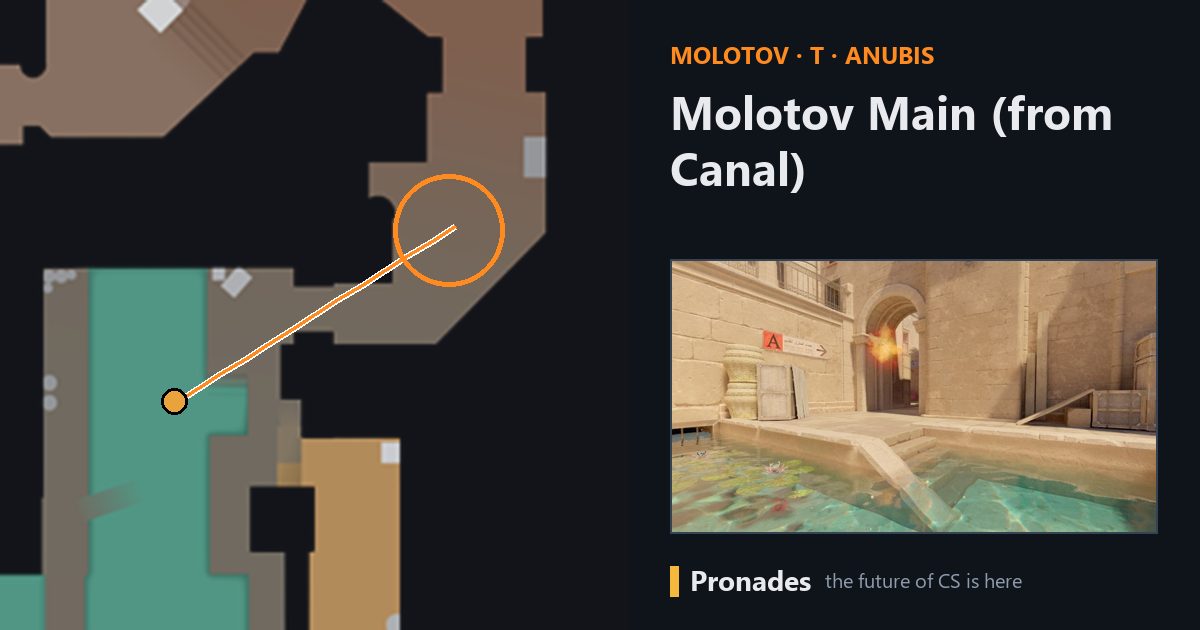 MOLOTOV · T · ANUBIS
Molotov Main (from
Canal)
A
Pronades the future of CS is here